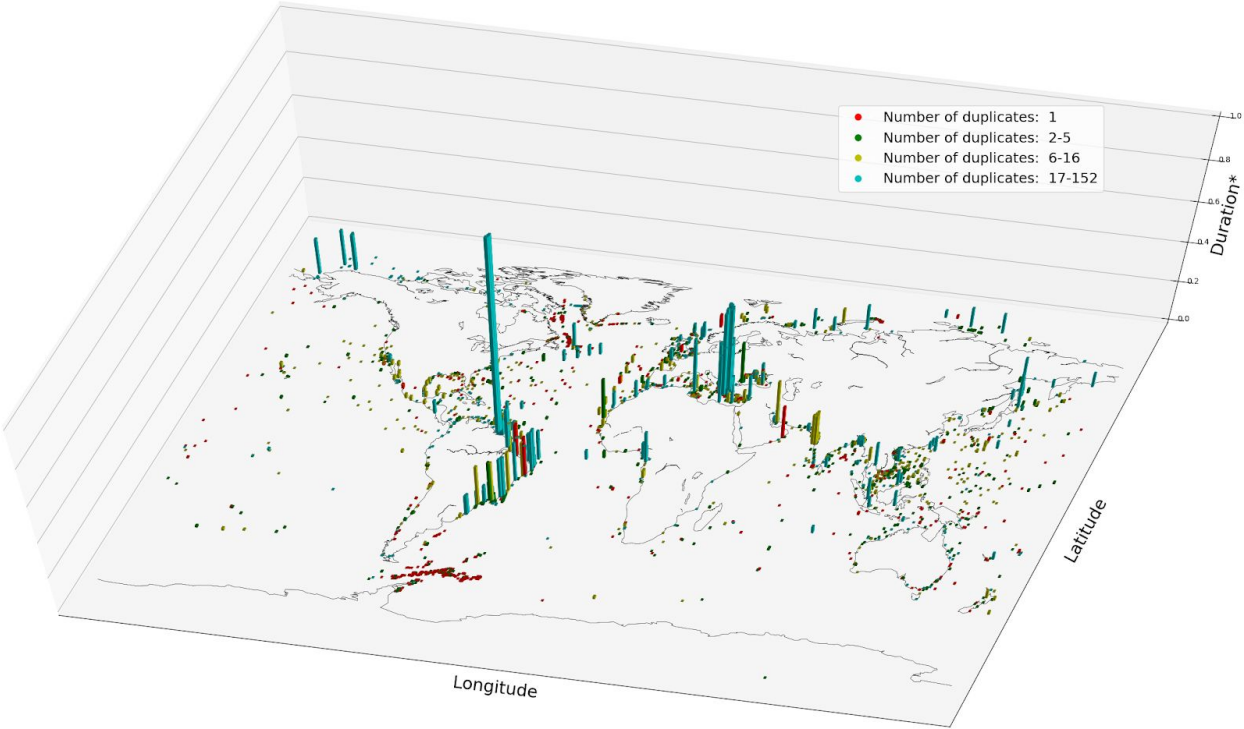 Number of duplicates: 1
Number of duplicates: 2-5
Number of duplicates: 6-16
Number of duplicates: 17-152
1.0
0.8
0.6
0.4
0.2
0.0
Duration*
Latitude
Longitude